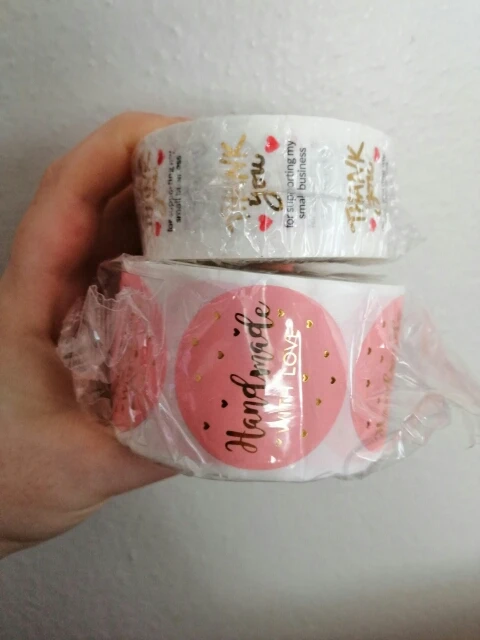 THANK
you
for supporting my
small business
THANK
you
Handmade
WITH LOVE